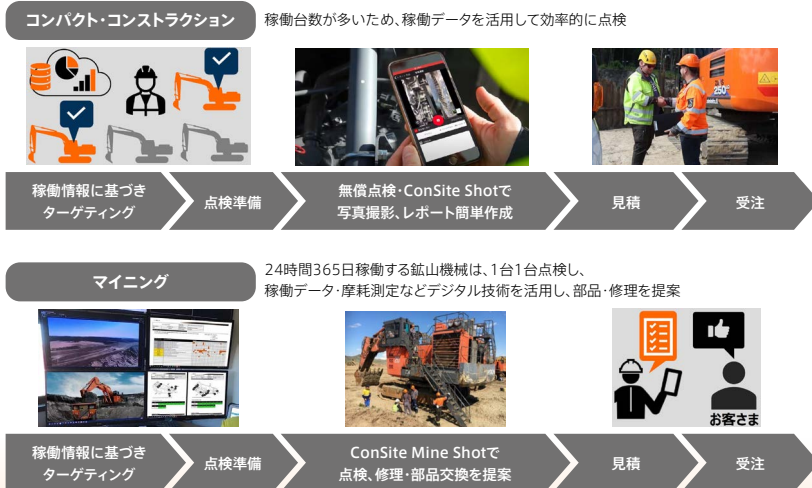 コンパクト・コンストラクション
稼働台数が多いため、稼働データを活用して効率的に点検
250
稼働情報に基づき
ターゲティング
点検準備
無償点検・ConSite Shotで
写真撮影、レポート簡単作成
見積
受注
マイニング
24時間365日稼働する鉱山機械は、1台1台点検し、
稼働データ・摩耗測定などデジタル技術を活用し、部品・修理を提案
お客さま
稼働情報に基づき
ターゲティング
点検準備
ConSite Mine Shotで
点検、修理・部品交換を提案
見積
受注